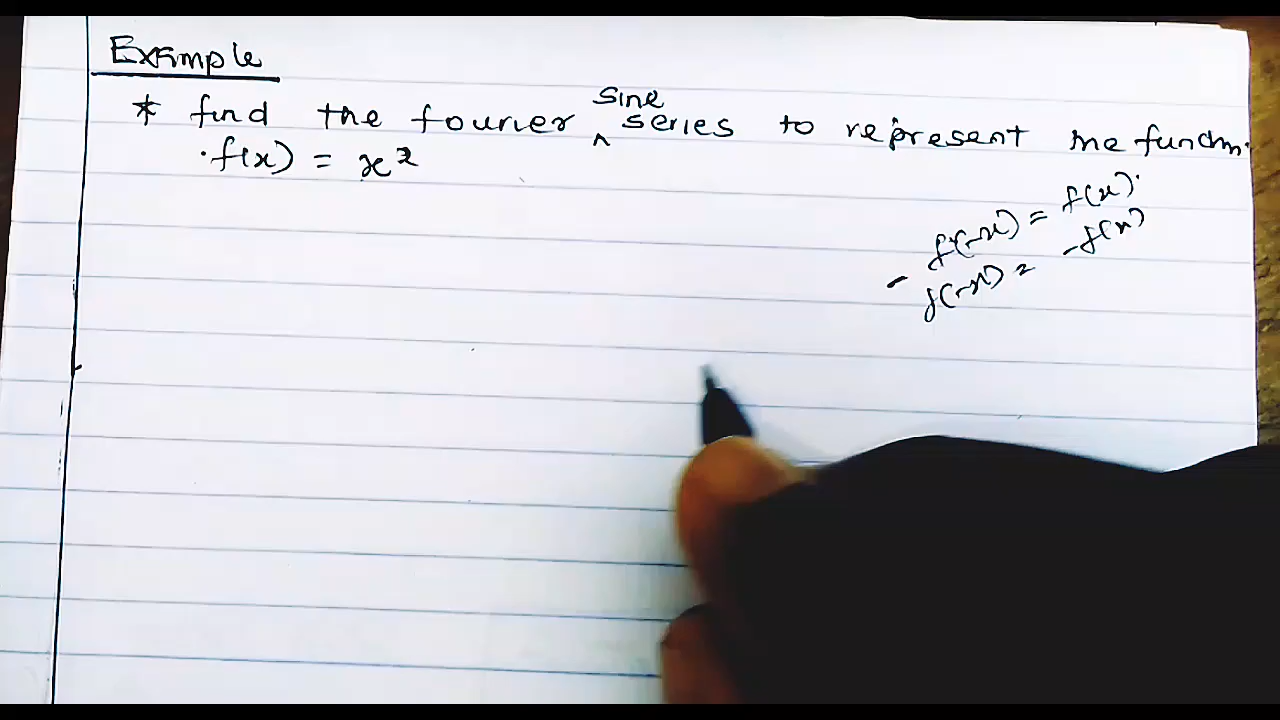 Example
* find the fourier sine series to represent the functn.
f(x) = x²
f(-x) = f(x).
- f(-x) = -f(x)